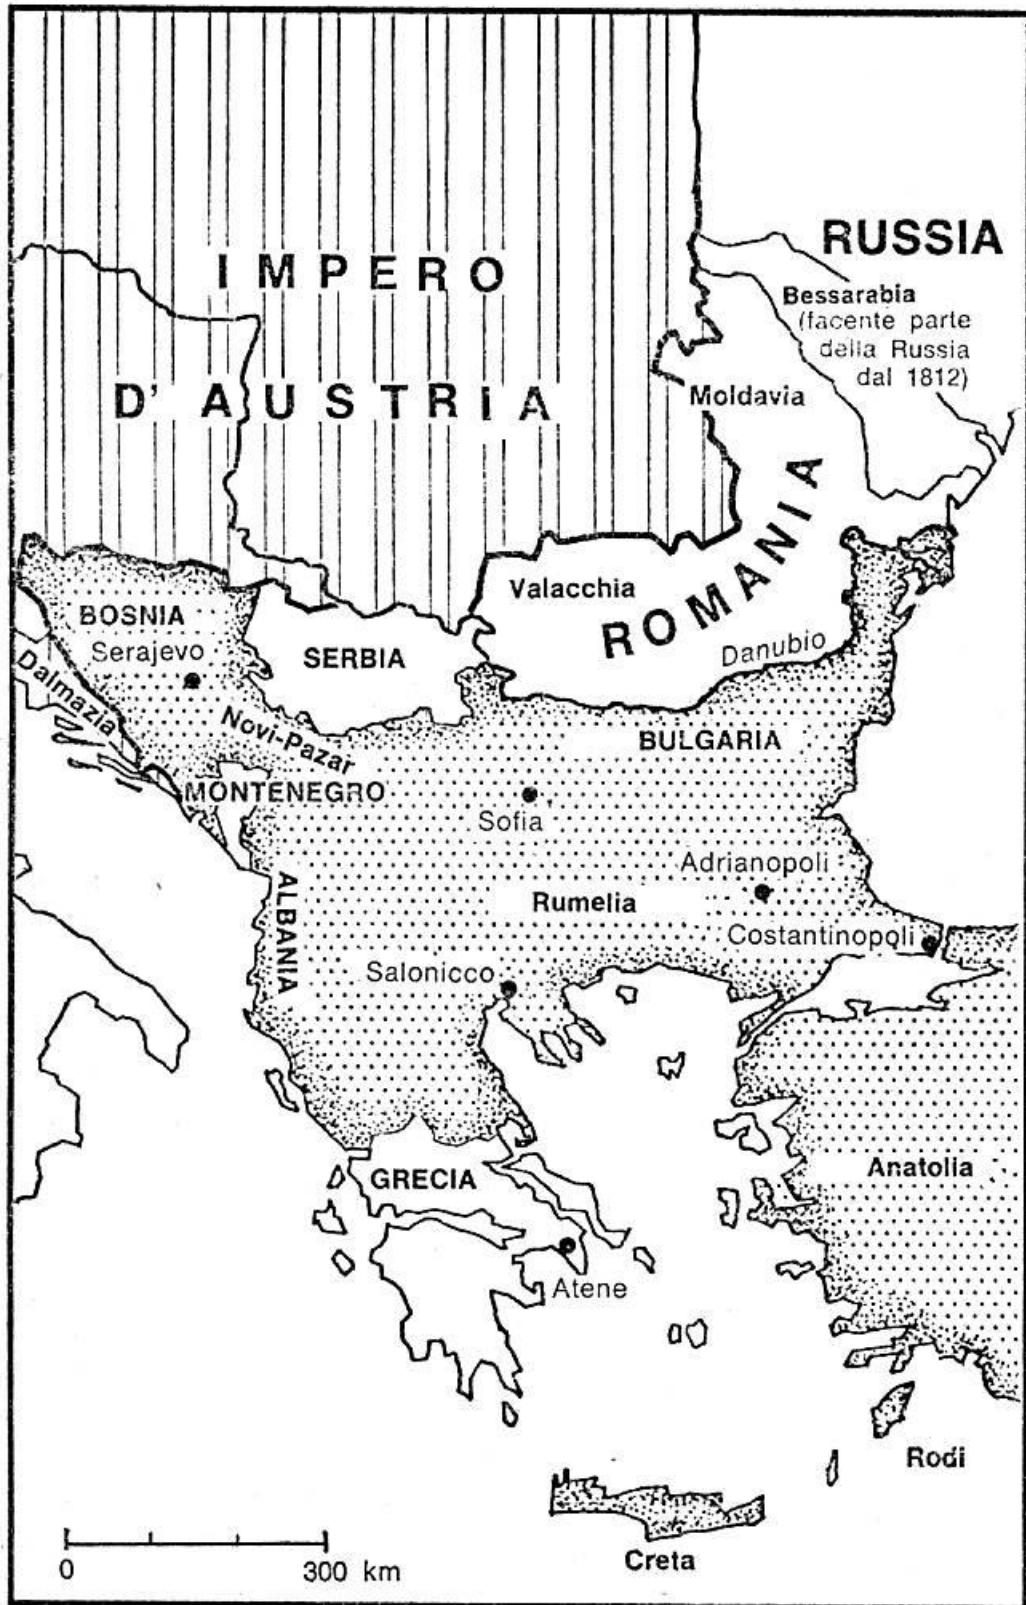 IMPERO
D'AUSTRIA
RUSSIA
Bessarabia
(facente parte
della Russia
dal 1812)
Moldavia
ROMANIA
Valacchia
Danubio
BOSNIA
Serajevo
SERBIA
Dalmazia
Novi-Pazar
MONTENEGRO
BULGARIA
Sofia
Adrianopoli
ALBANIA
Rumelia
Costantinopoli
Salonicco
GRECIA
Anatolia
Atene
Rodi
Creta
0 300 km